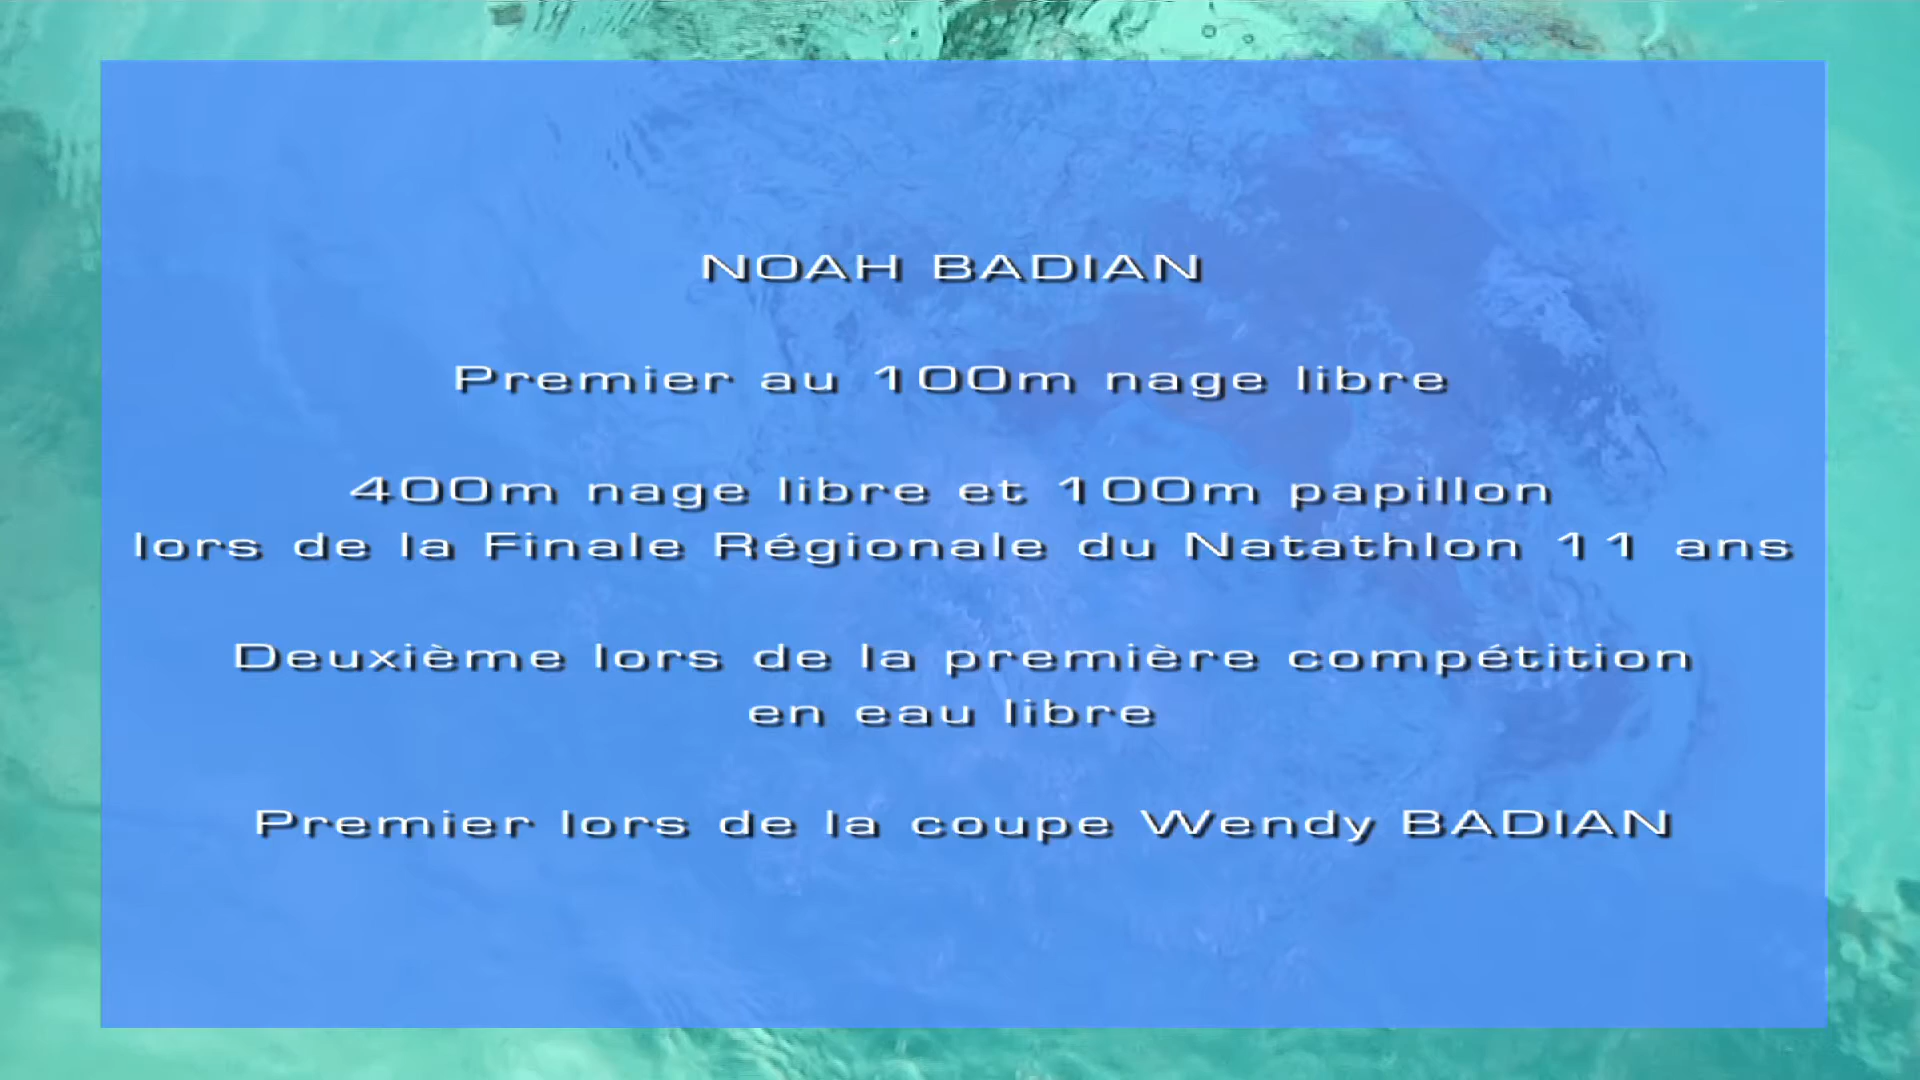 NOAH BADIAN
Premier au 100m nage libre
400m nage libre et 100m papillon
lors de la Finale Régionale du Natathlon 11 ans
Deuxième lors de la première compétition
en eau libre
Premier lors de la coupe Wendy BADIAN